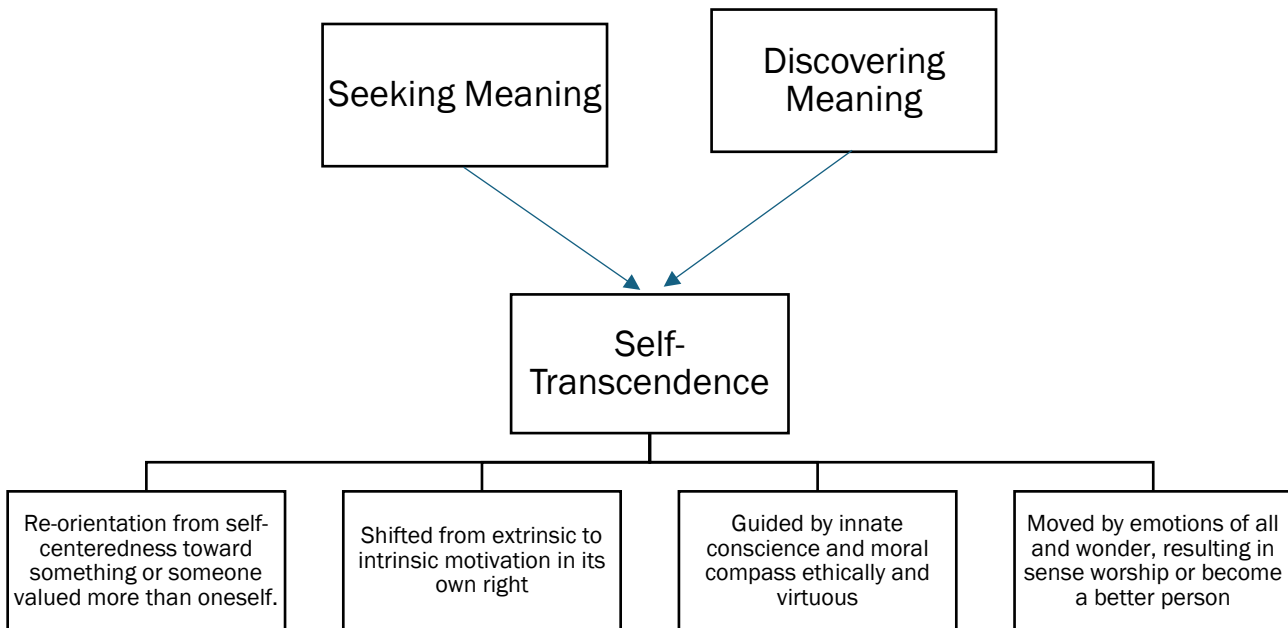 Seeking Meaning
Discovering
Meaning
Self-
Transcendence
Re-orientation from self-
centeredness toward
something or someone
valued more than oneself.
Shifted from extrinsic to
intrinsic motivation in its
own right
Guided by innate
conscience and moral
compass ethically and
virtuous
Moved by emotions of all
and wonder, resulting in
sense worship or become
a better person